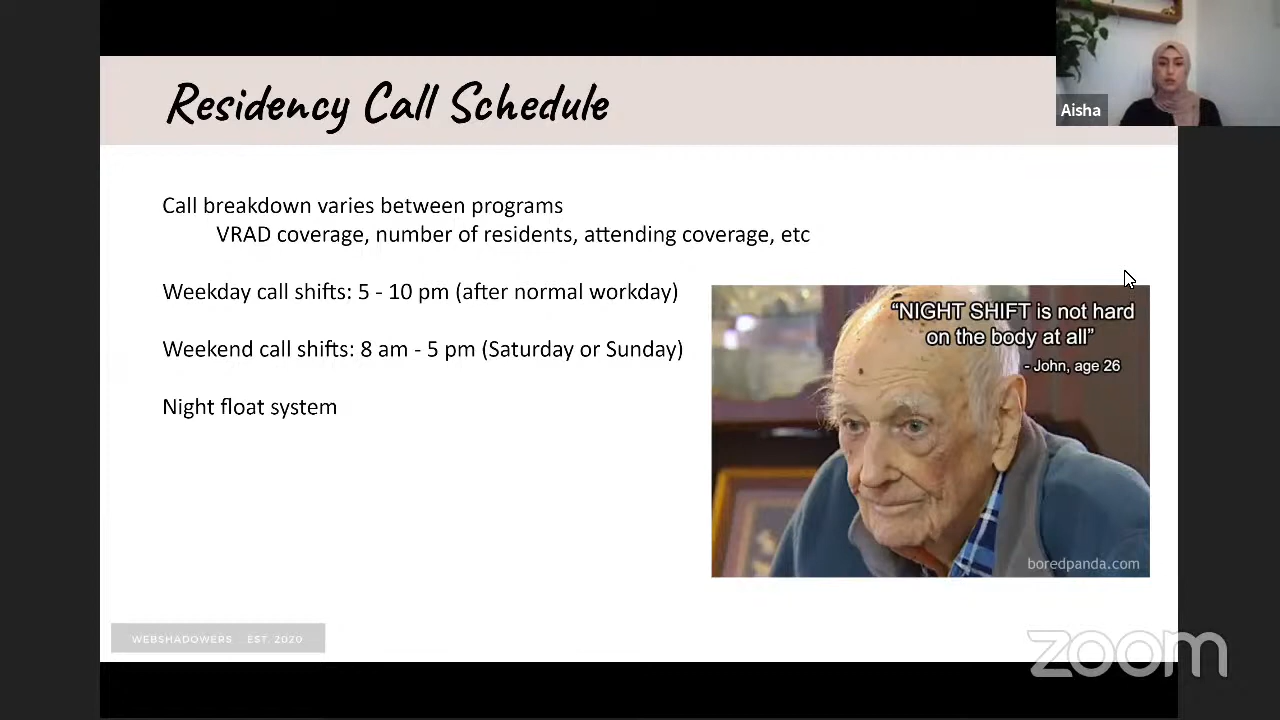 Residency Call Schedule
Aisha
Call breakdown varies between programs
VRAD coverage, number of residents, attending coverage, etc
Weekday call shifts: 5 - 10 pm (after normal workday)
Weekend call shifts: 8 am - 5 pm (Saturday or Sunday)
Night float system
“NIGHT SHIFT is not hard
on the body at all”
- John, age 26
boredpanda.com
WEBSHADOWERS EST. 2020
zoom